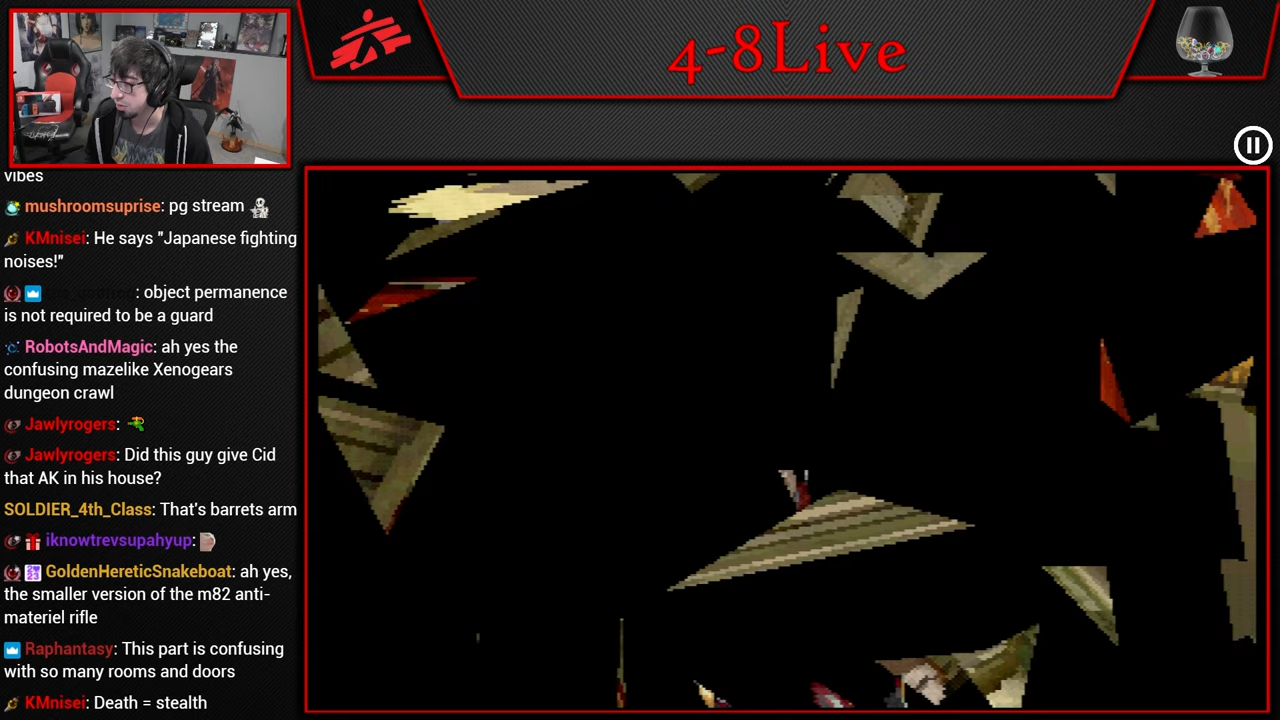 4-8Live
vibes
mushroomsuprise: pg stream
KMnisei: He says "Japanese fighting
noises!"
: object permanence
is not required to be a guard
RobotsAndMagic: ah yes the
confusing mazelike Xenogears
dungeon crawl
Jawlyrogers:
Jawlyrogers: Did this guy give Cid
that AK in his house?
SOLDIER_4th_Class: That's barrets arm
iknowtrevsupahyup:
GoldenHereticSnakeboat: ah yes,
the smaller version of the m82 anti-
materiel rifle
Raphantasy: This part is confusing
with so many rooms and doors
KMnisei: Death = stealth